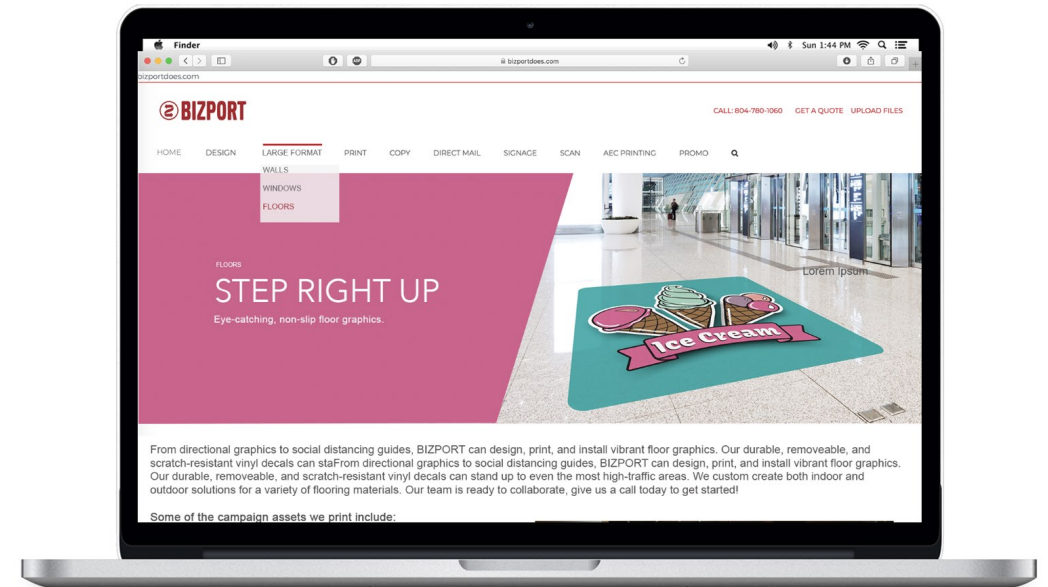 Finder
Sun 1:44 PM
bizportdoes.com
bizportdoes.com
BIZPORT
CALL: 804-780-1060 GET A QUOTE UPLOAD FILES
HOME DESIGN LARGE FORMAT PRINT COPY DIRECT MAIL SIGNAGE SCAN AEC PRINTING PROMO
WALLS
WINDOWS
FLOORS
FLOORS
STEP RIGHT UP
Eye-catching, non-slip floor graphics.
Lorem Ipsum
Ice Cream
From directional graphics to social distancing guides, BIZPORT can design, print, and install vibrant floor graphics. Our durable, removeable, and
scratch-resistant vinyl decals can staFrom directional graphics to social distancing guides, BIZPORT can design, print, and install vibrant floor graphics.
Our durable, removeable, and scratch-resistant vinyl decals can stand up to even the most high-traffic areas. We custom create both indoor and
outdoor solutions for a variety of flooring materials. Our team is ready to collaborate, give us a call today to get started!
Some of the campaign assets we print include: